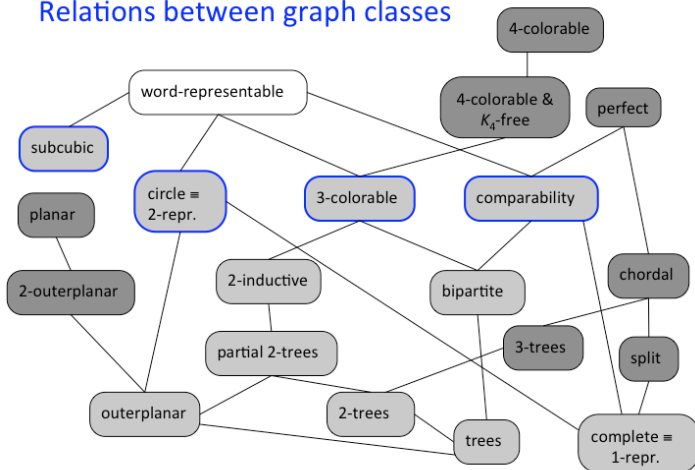 Relations between graph classes
4-colorable
word-representable
4-colorable &
K₄-free
perfect
subcubic
circle ≡
2-repr.
3-colorable
comparability
planar
2-outerplanar
2-inductive
bipartite
chordal
partial 2-trees
3-trees
split
outerplanar
2-trees
trees
complete ≡
1-repr.